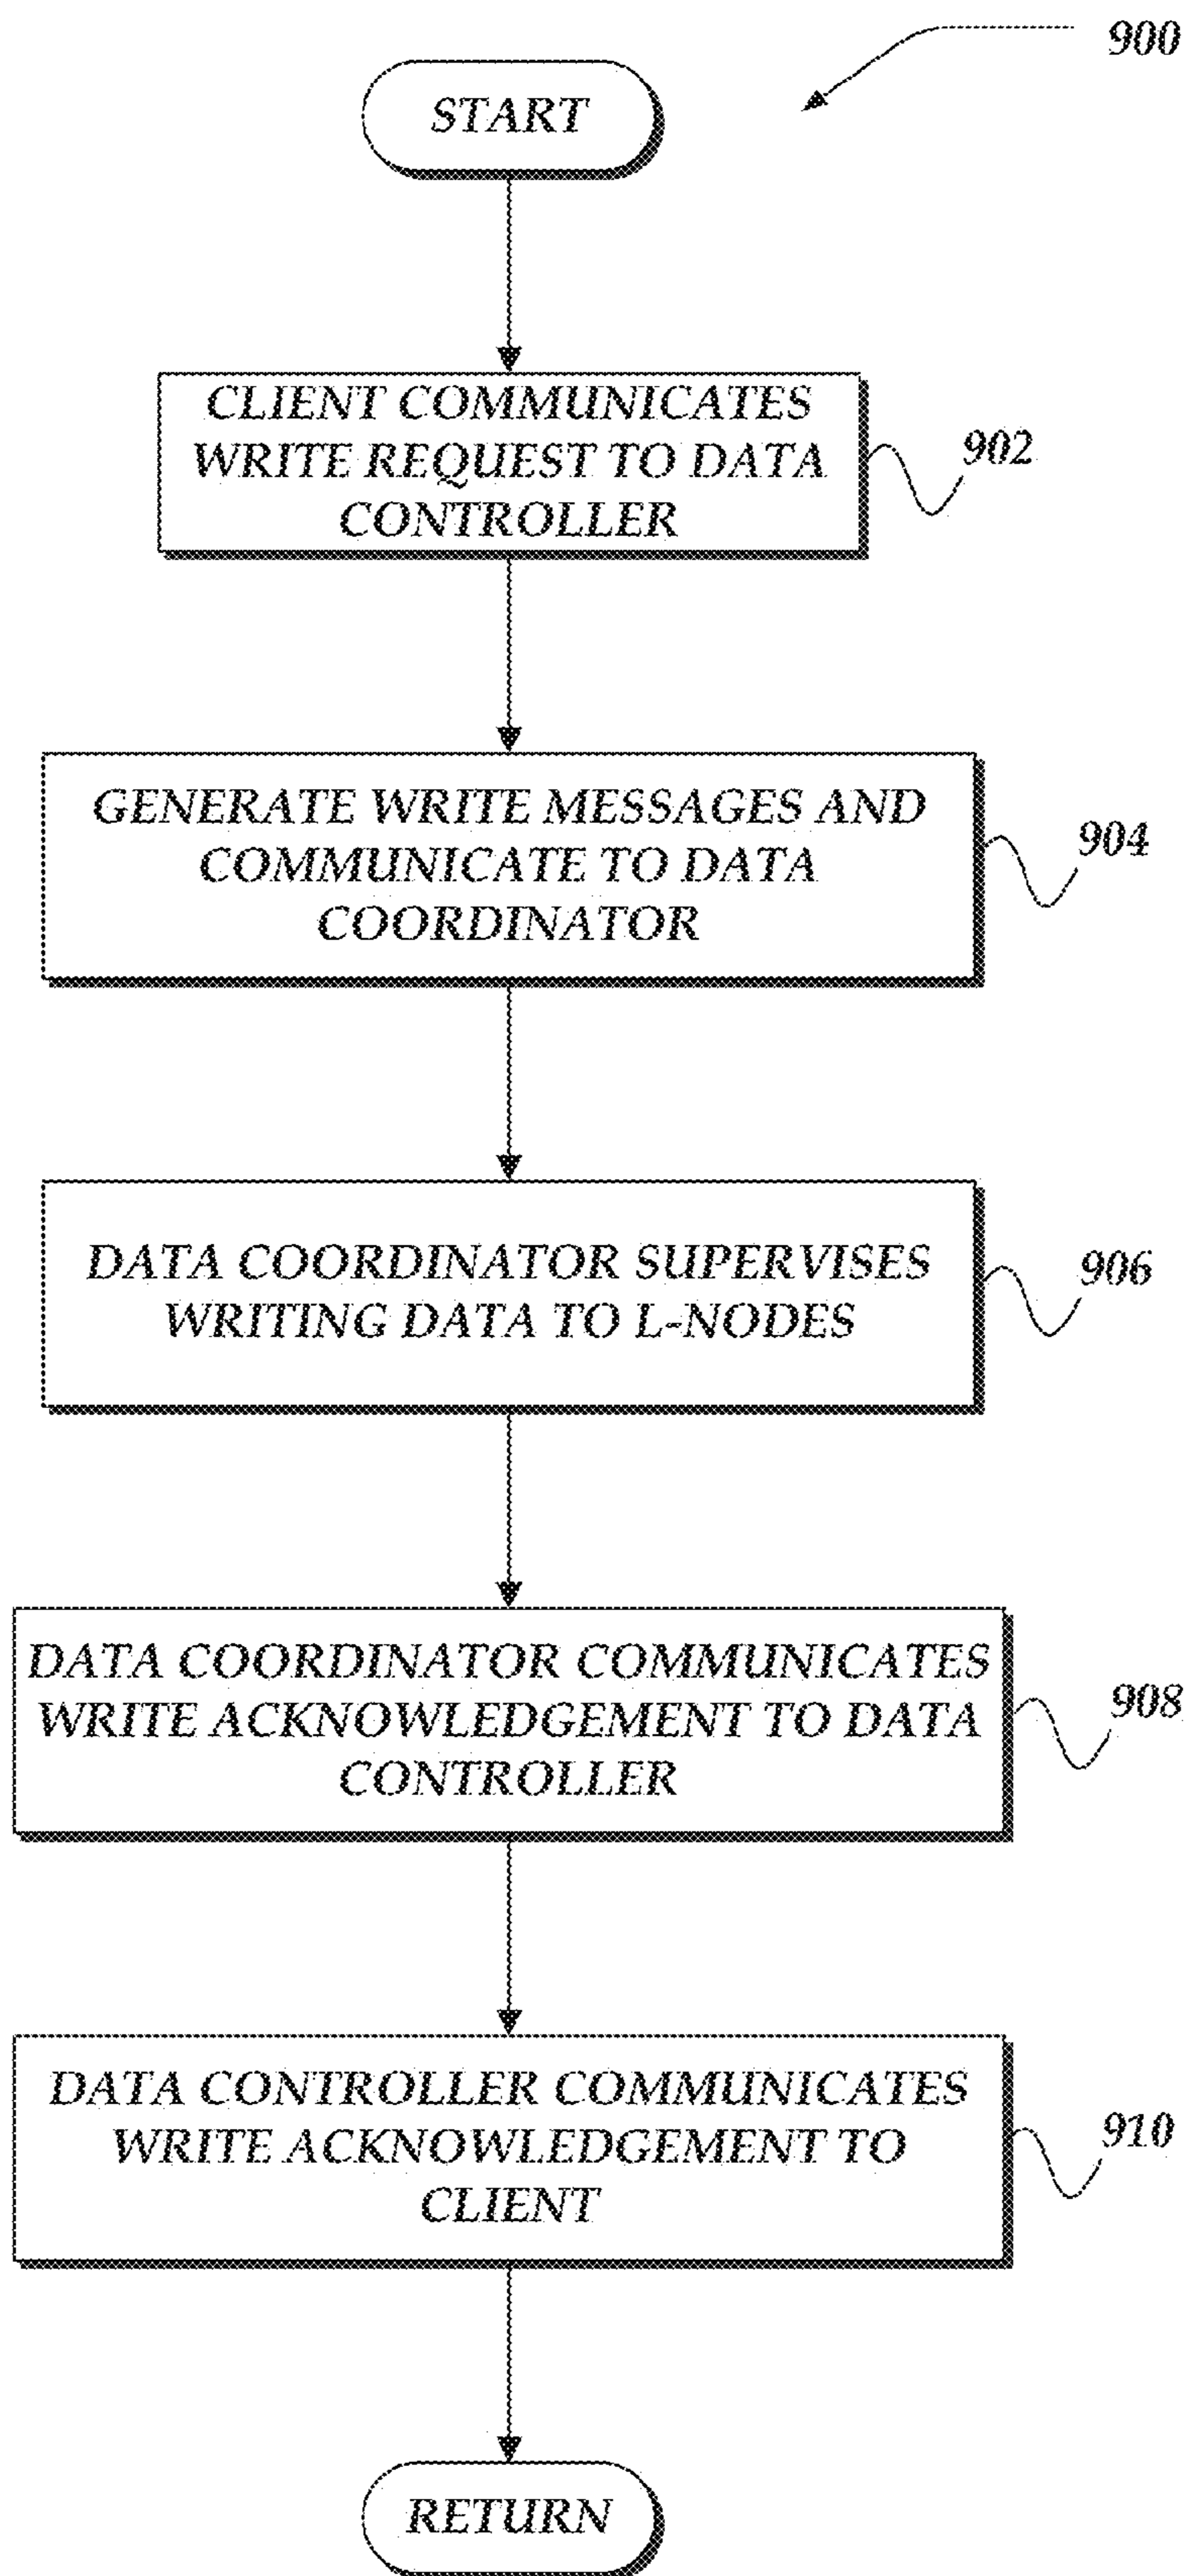 900
START
CLIENT COMMUNICATES
WRITE REQUEST TO DATA
CONTROLLER
902
GENERATE WRITE MESSAGES AND
COMMUNICATE TO DATA
COORDINATOR
904
DATA COORDINATOR SUPERVISES
WRITING DATA TO L-NODES
906
DATA COORDINATOR COMMUNICATES
WRITE ACKNOWLEDGEMENT TO DATA
CONTROLLER
908
DATA CONTROLLER COMMUNICATES
WRITE ACKNOWLEDGEMENT TO
CLIENT
910
RETURN